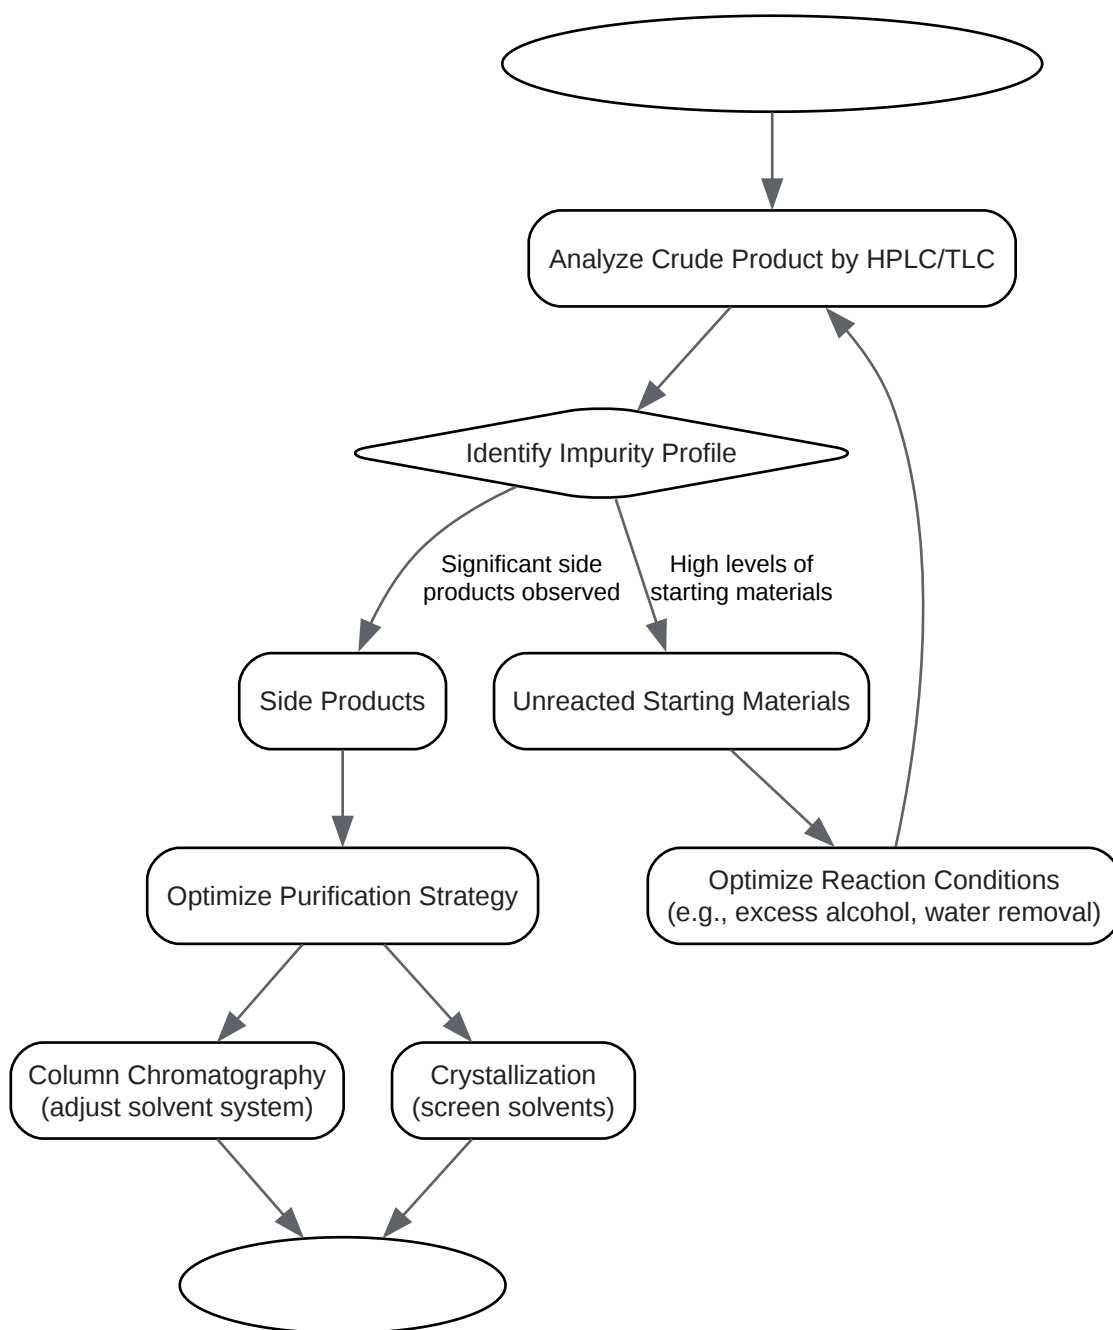 Analyze Crude Product by HPLC/TLC
Identify Impurity Profile
Significant side
products observed
High levels of
starting materials
Side Products
Unreacted Starting Materials
Optimize Purification Strategy
Optimize Reaction Conditions
(e.g., excess alcohol, water removal)
Column Chromatography
(adjust solvent system)
Crystallization
(screen solvents)